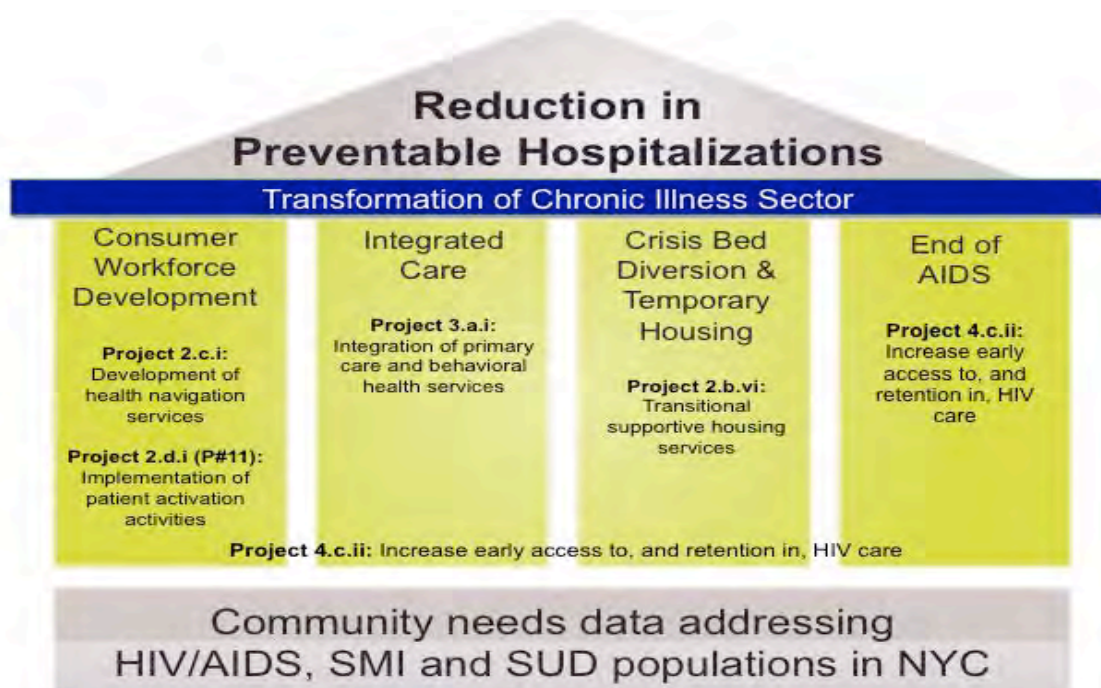 Reduction in
Preventable Hospitalizations
Transformation of Chronic Illness Sector
Consumer
Workforce
Development
Project 2.c.i:
Development of
health navigation
services
Project 2.d.i (P#11):
Implementation of
patient activation
activities
Integrated
Care
Project 3.a.i:
Integration of primary
care and behavioral
health services
Crisis Bed
Diversion &
Temporary
Housing
Project 2.b.vi:
Transitional
supportive housing
services
End of
AIDS
Project 4.c.ii:
Increase early
access to, and
retention in, HIV
care
Project 4.c.ii: Increase early access to, and retention in, HIV care
Community needs data addressing
HIV/AIDS, SMI and SUD populations in NYC